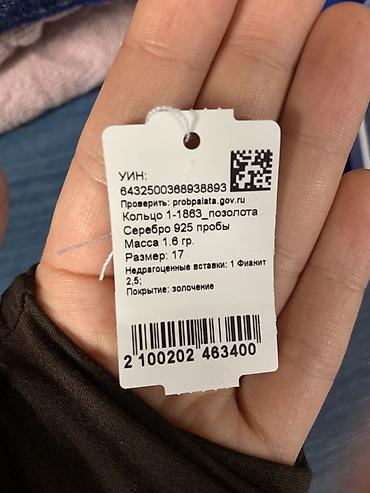 УИН:
6432500368938893
Проверить: probpalata.gov.ru
Кольцо 1-1863_позолота
Серебро 925 пробы
Масса 1.6 гр.
Размер: 17
Недрагоценные вставки: 1 Фианит
2,5;
Покрытие: золочение
2 100202 463400